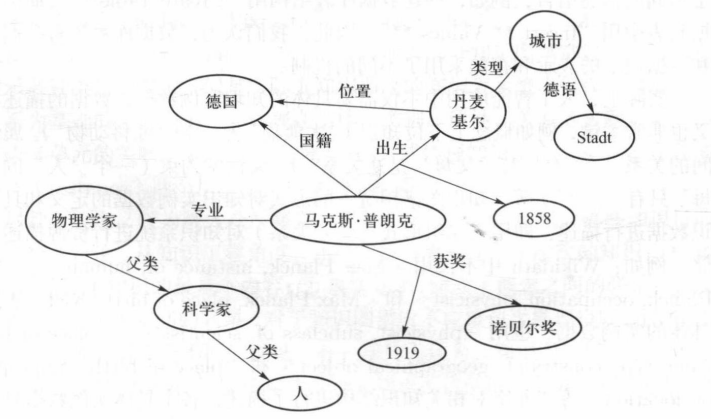 城市
类型
德语
位置
德国
丹麦
基尔
Stadt
国籍
出生
物理学家
专业
马克斯·普朗克
1858
父类
获奖
科学家
诺贝尔奖
1919
父类
人